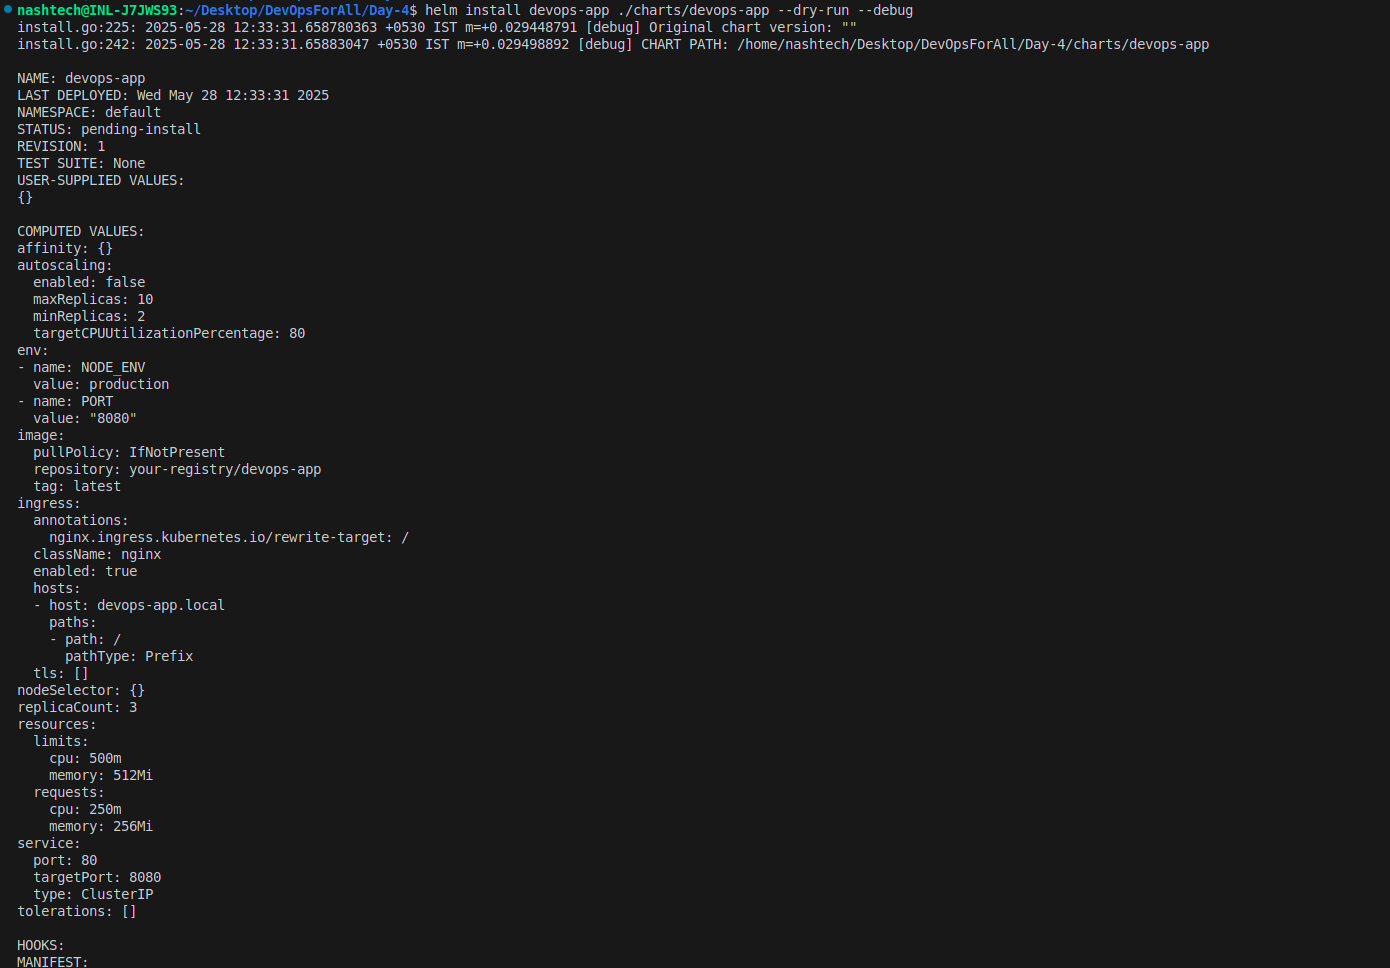 nashtech@INL-J7JWS93:~/Desktop/DevOpsForAll/Day-4$ helm install devops-app ./charts/devops-app --dry-run --debug
install.go:225: 2025-05-28 12:33:31.658780363 +0530 IST m=+0.029448791 [debug] Original chart version: ""
install.go:242: 2025-05-28 12:33:31.65883047 +0530 IST m=+0.029498892 [debug] CHART PATH: /home/nashtech/Desktop/DevOpsForAll/Day-4/charts/devops-app

NAME: devops-app
LAST DEPLOYED: Wed May 28 12:33:31 2025
NAMESPACE: default
STATUS: pending-install
REVISION: 1
TEST SUITE: None
USER-SUPPLIED VALUES:
{}

COMPUTED VALUES:
affinity: {}
autoscaling:
  enabled: false
  maxReplicas: 10
  minReplicas: 2
  targetCPUUtilizationPercentage: 80
env:
- name: NODE_ENV
  value: production
- name: PORT
  value: "8080"
image:
  pullPolicy: IfNotPresent
  repository: your-registry/devops-app
  tag: latest
ingress:
  annotations:
    nginx.ingress.kubernetes.io/rewrite-target: /
  className: nginx
  enabled: true
  hosts:
  - host: devops-app.local
    paths:
    - path: /
      pathType: Prefix
  tls: []
nodeSelector: {}
replicaCount: 3
resources:
  limits:
    cpu: 500m
    memory: 512Mi
  requests:
    cpu: 250m
    memory: 256Mi
service:
  port: 80
  targetPort: 8080
  type: ClusterIP
tolerations: []

HOOKS:
MANIFEST: